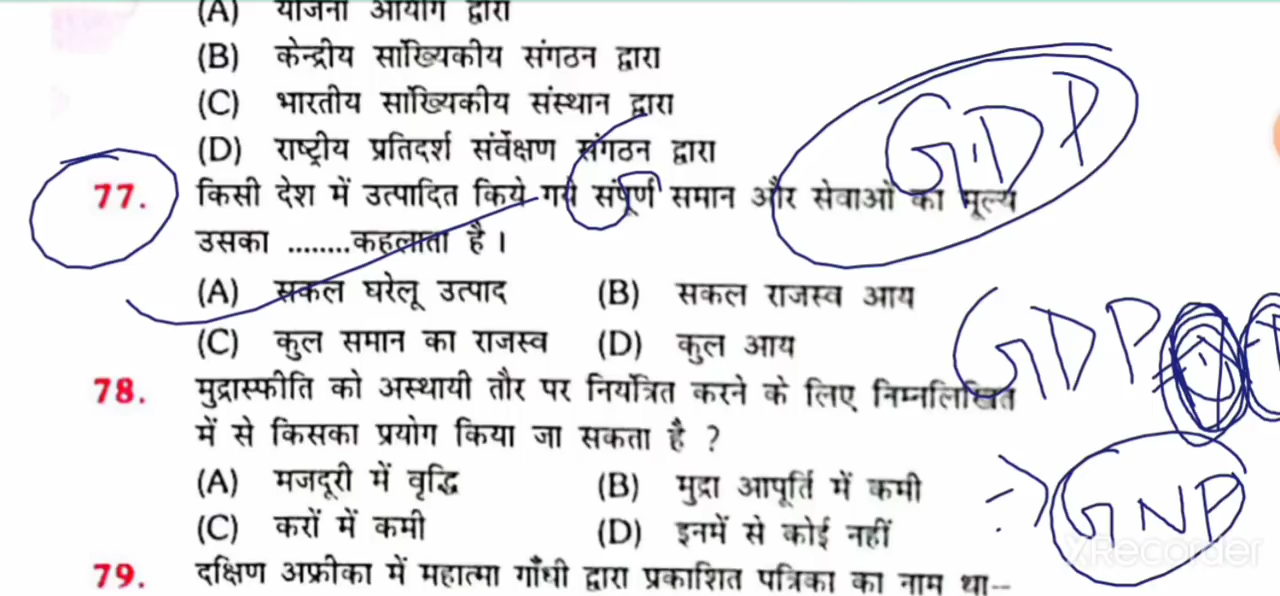 (A) योजना आयोग द्वारा
(B) केन्द्रीय सांख्यिकीय संगठन द्वारा
(C) भारतीय सांख्यिकीय संस्थान द्वारा
(D) राष्ट्रीय प्रतिदर्श सर्वेक्षण संगठन द्वारा
GDP
77. किसी देश में उत्पादित किये गये संपूर्ण समान और सेवाओं का मूल्य
उसका ........कहलाता है।
(A) सकल घरेलू उत्पाद (B) सकल राजस्व आय
(C) कुल समान का राजस्व (D) कुल आय
GDP
78. मुद्रास्फीति को अस्थायी तौर पर नियंत्रित करने के लिए निम्नलिखित
में से किसका प्रयोग किया जा सकता है ?
(A) मजदूरी में वृद्धि (B) मुद्रा आपूर्ति में कमी
(C) करों में कमी (D) इनमें से कोई नहीं
GNP
XRecorder
79. दक्षिण अफ्रीका में महात्मा गाँधी द्वारा प्रकाशित पत्रिका का नाम था--